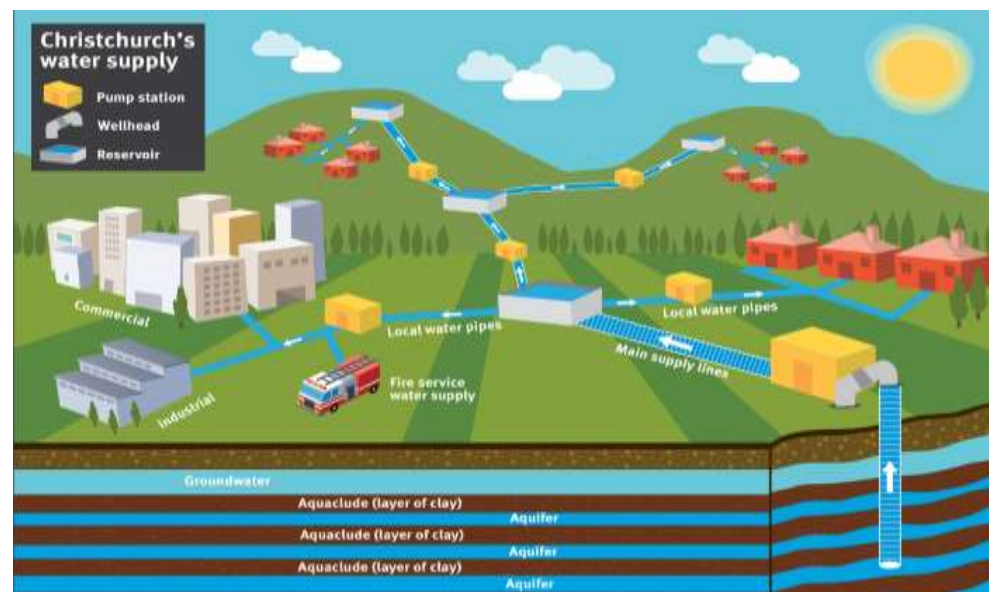 Christchurch's
water supply
Pump station
Wellhead
Reservoir
Commercial
Local water pipes
Local water pipes
Main supply lines
Fire service
water supply
Industrial
Groundwater
Aquaclude (layer of clay)
Aquifer
Aquaclude (layer of clay)
Aquifer
Aquaclude (layer of clay)
Aquifer